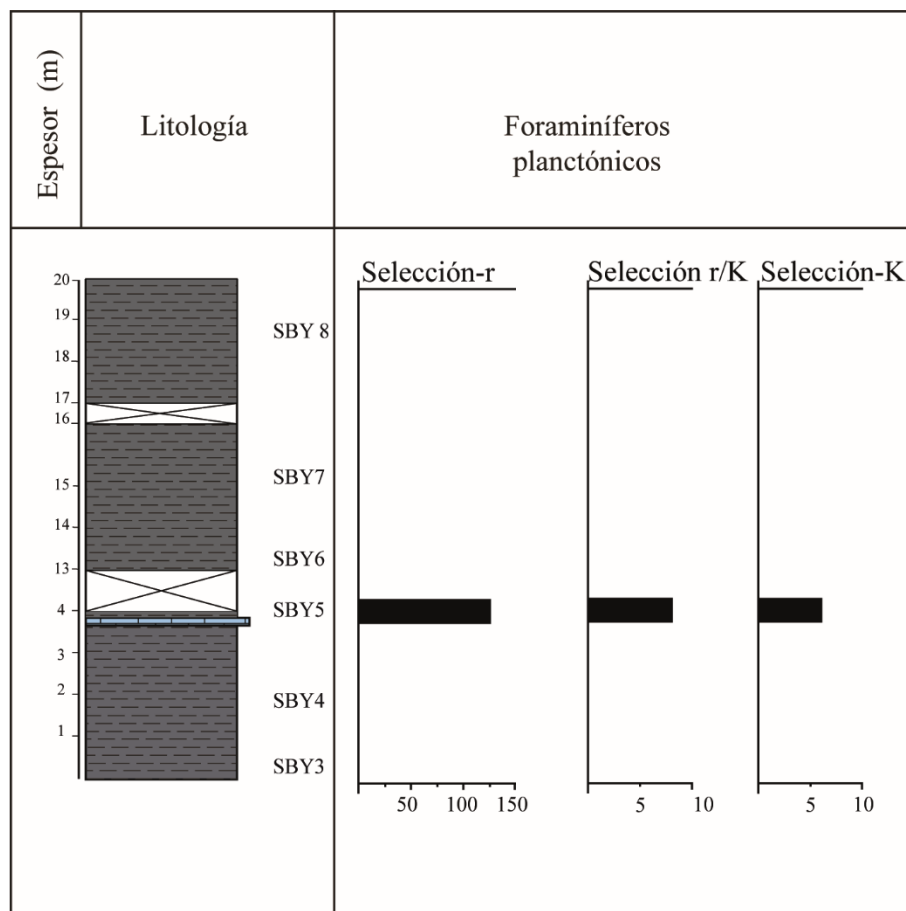 Espesor (m)
Litología
Foraminíferos
planctónicos
Selección-r
Selección r/K
Selección-K
20
19
18
17
16
15
14
13
4
3
2
1
SBY 8
SBY7
SBY6
SBY5
SBY4
SBY3
50
100
150
5
10
5
10